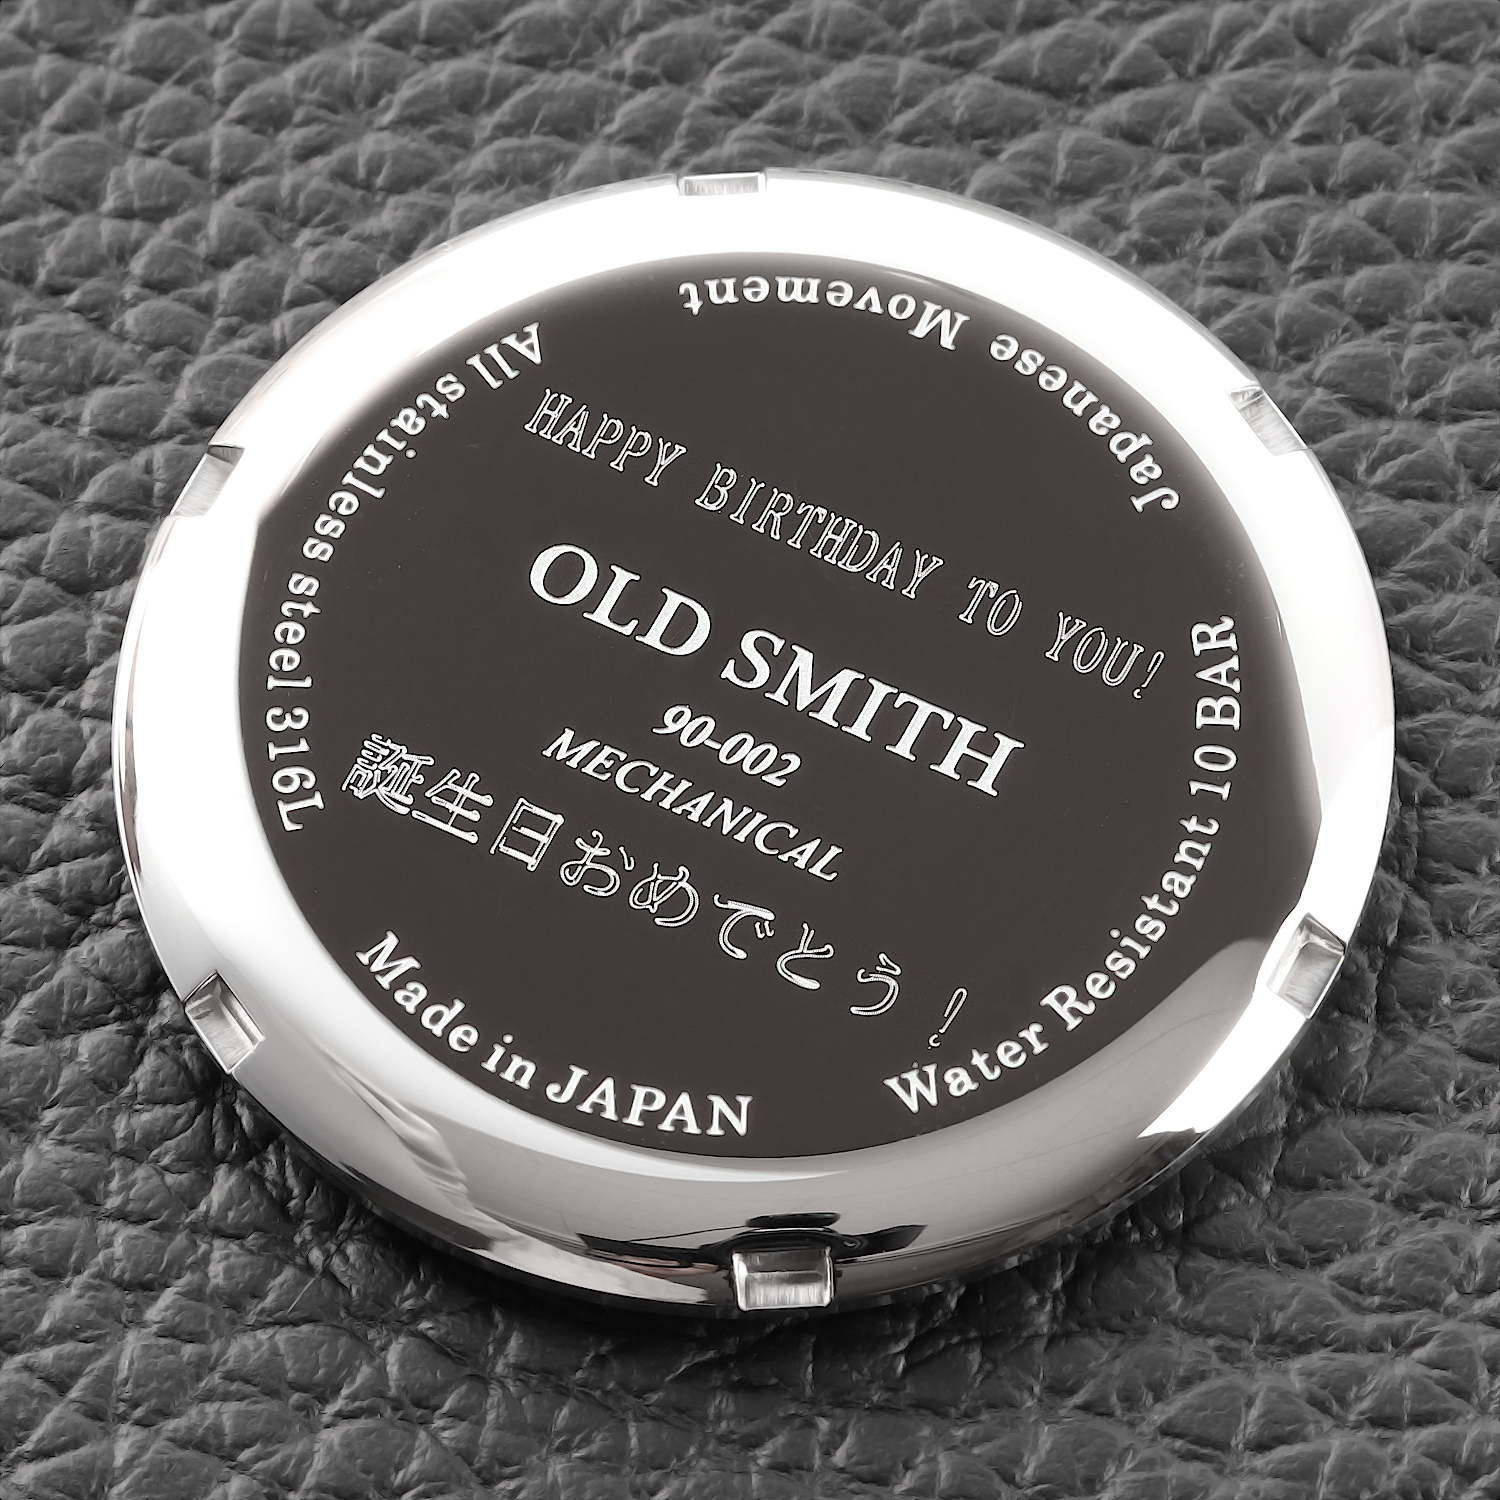 HAPPY BIRTHDAY TO YOU!
OLD SMITH
90-002
MECHANICAL
誕生日おめでとう！
Japanese Movement
Water Resistant 10 BAR
Made in JAPAN
All stainless steel 316L